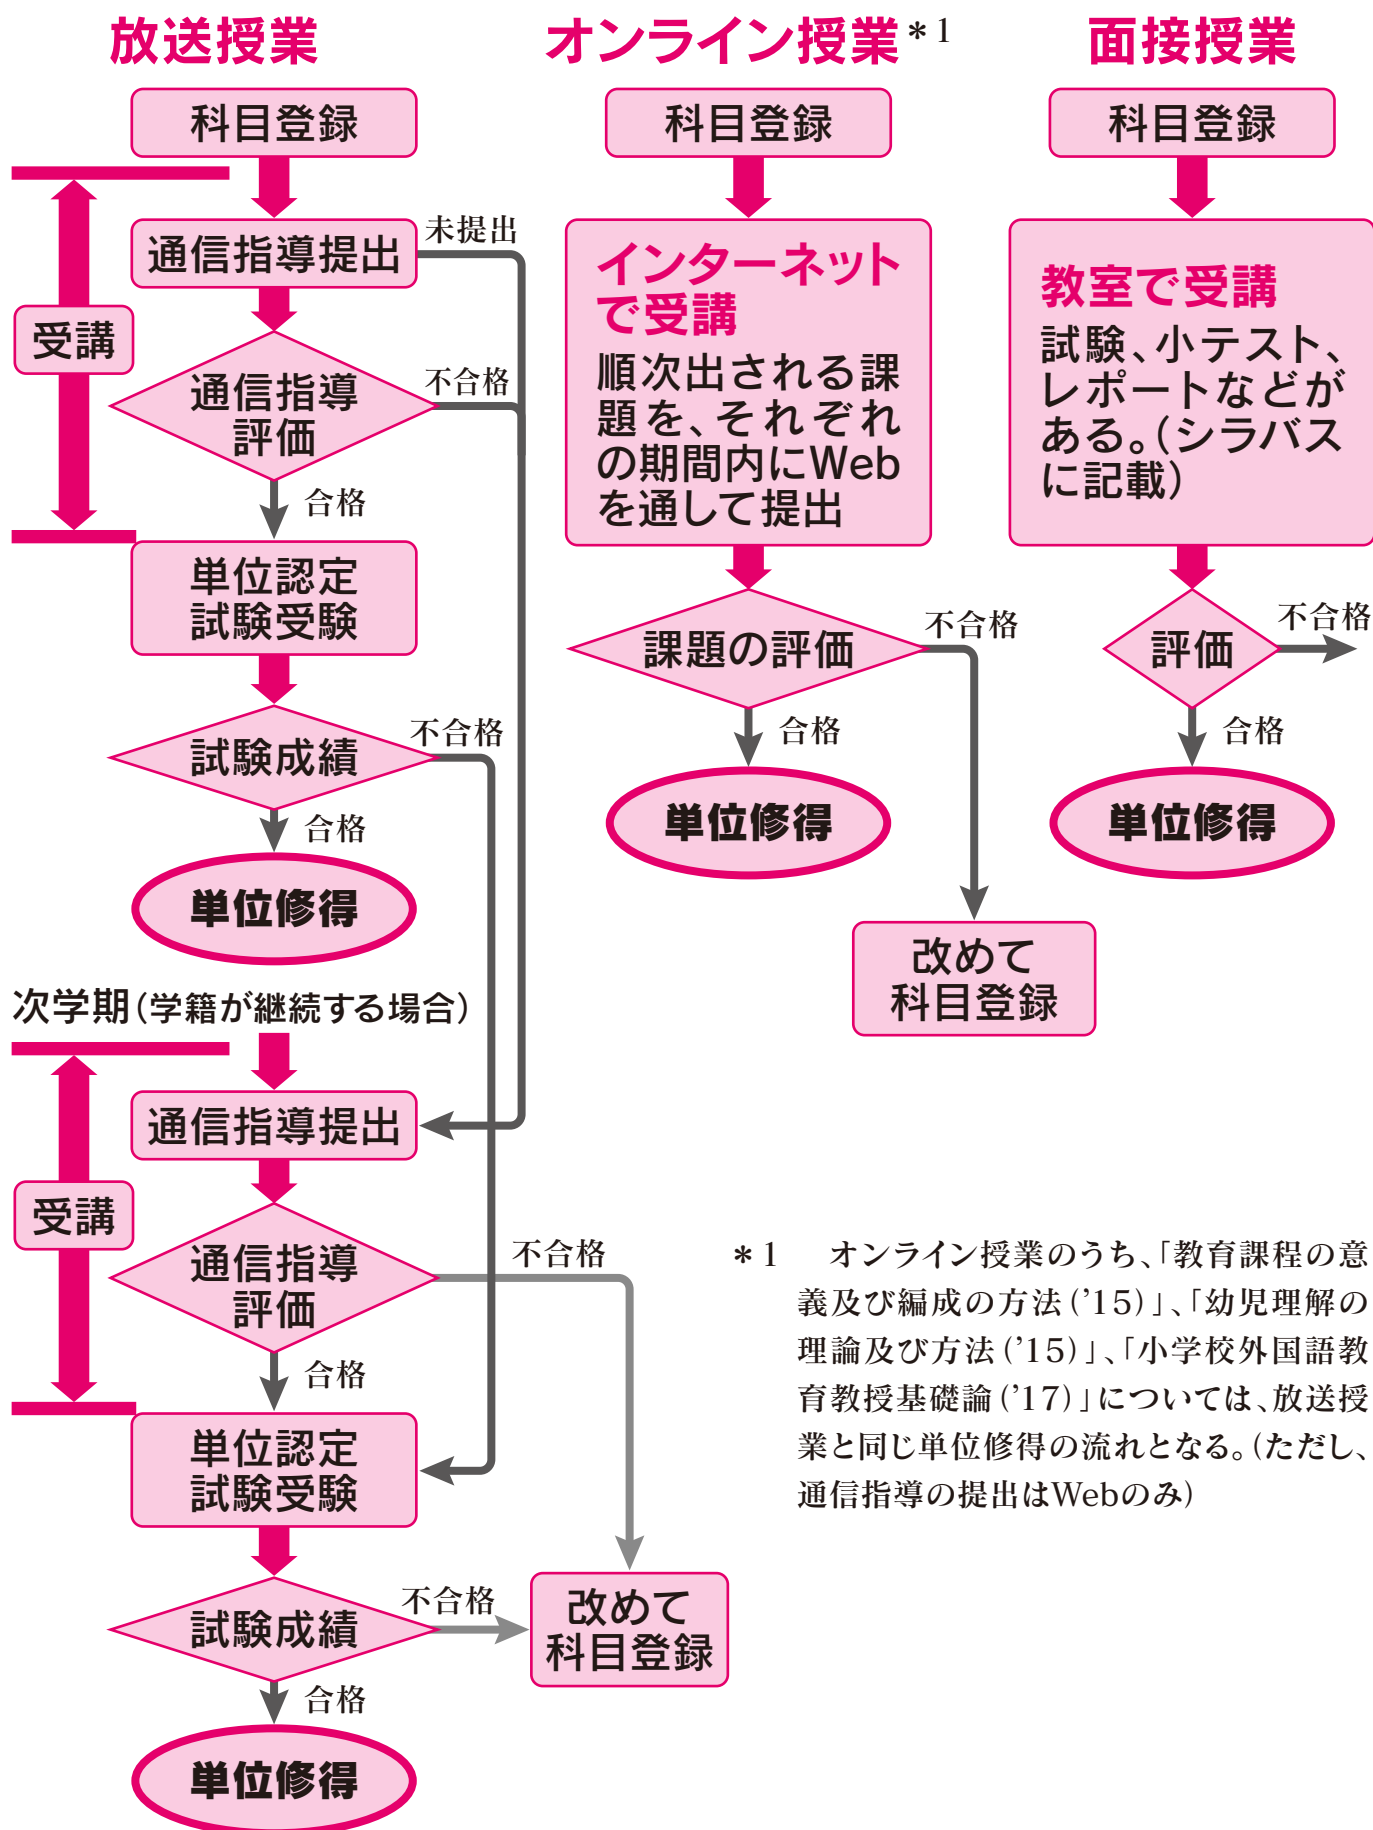 放送授業
科目登録
通信指導提出
未提出
受講
通信指導
評価
不合格
合格
単位認定
試験受験
試験成績
不合格
合格
単位修得
次学期(学籍が継続する場合)
通信指導提出
受講
通信指導
評価
不合格
合格
単位認定
試験受験
試験成績
不合格
改めて
科目登録
合格
単位修得
オンライン授業*1
科目登録
インターネット
で受講
順次出される課
題を、それぞれ
の期間内にWeb
を通して提出
課題の評価
不合格
合格
単位修得
改めて
科目登録
面接授業
科目登録
教室で受講
試験、小テスト、
レポートなどが
ある。(シラバス
に記載)
評価
不合格
合格
単位修得
*1 オンライン授業のうち、「教育課程の意
義及び編成の方法('15)」、「幼児理解の
理論及び方法('15)」、「小学校外国語教
育教授基礎論('17)」については、放送授
業と同じ単位修得の流れとなる。(ただし、
通信指導の提出はWebのみ)